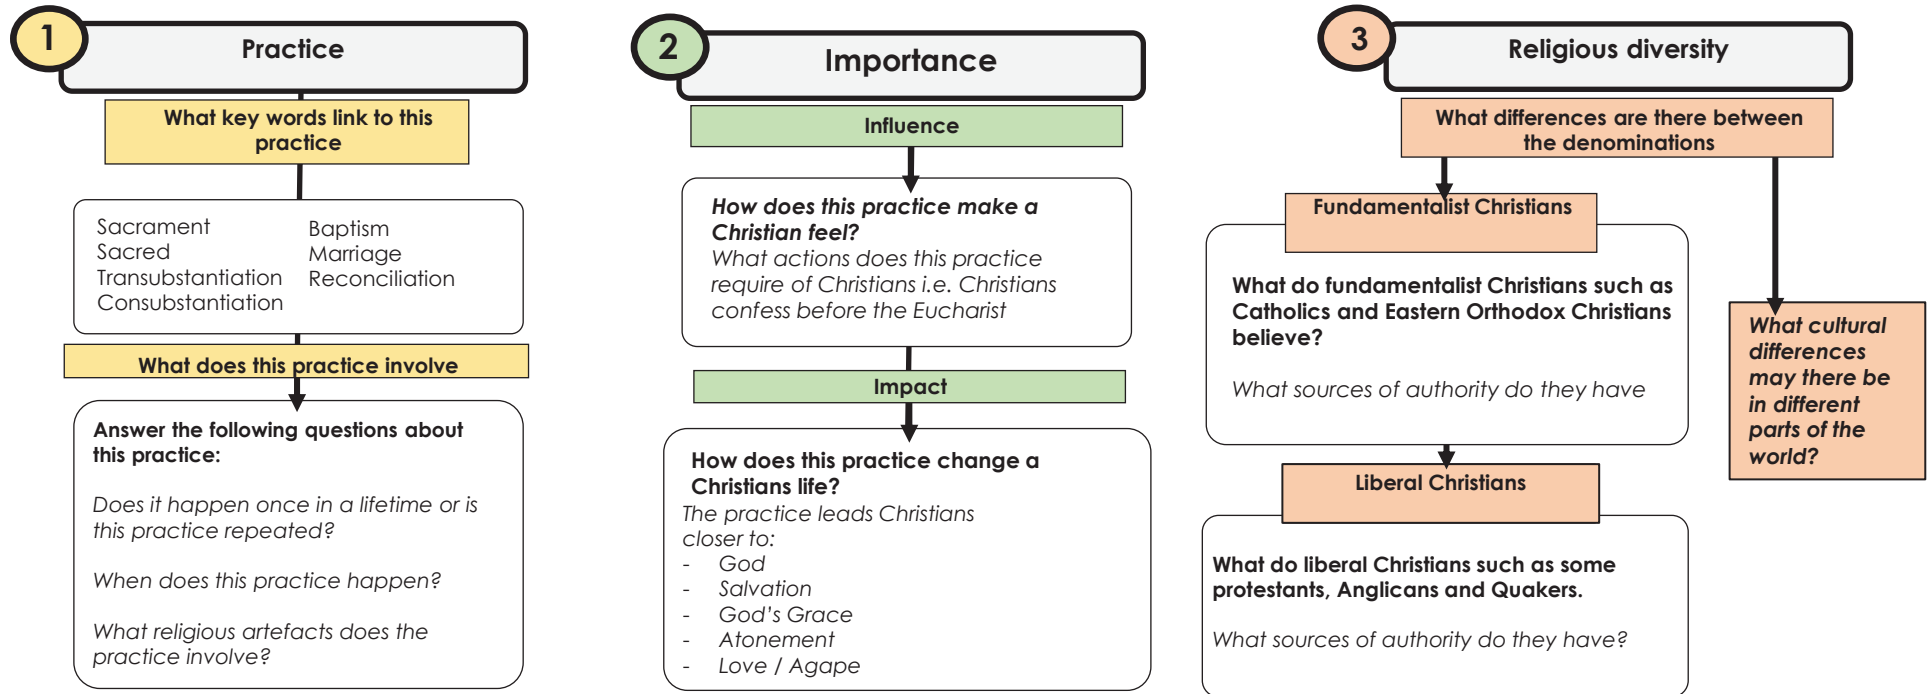 1
Practice
What key words link to this
practice
Sacrament
Sacred
Transubstantiation
Consubstantiation
Baptism
Marriage
Reconciliation
What does this practice involve
Answer the following questions about
this practice:
Does it happen once in a lifetime or is
this practice repeated?
When does this practice happen?
What religious artefacts does the
practice involve?
2
Importance
Influence
How does this practice make a
Christian feel?
What actions does this practice
require of Christians i.e. Christians
confess before the Eucharist
Impact
How does this practice change a
Christians life?
The practice leads Christians
closer to:
- God
- Salvation
- God's Grace
- Atonement
- Love / Agape
3
Religious diversity
What differences are there between
the denominations
Fundamentalist Christians
What do fundamentalist Christians such as
Catholics and Eastern Orthodox Christians
believe?
What sources of authority do they have
Liberal Christians
What do liberal Christians such as some
protestants, Anglicans and Quakers.
What sources of authority do they have?
What cultural
differences
may there be
in different
parts of the
world?